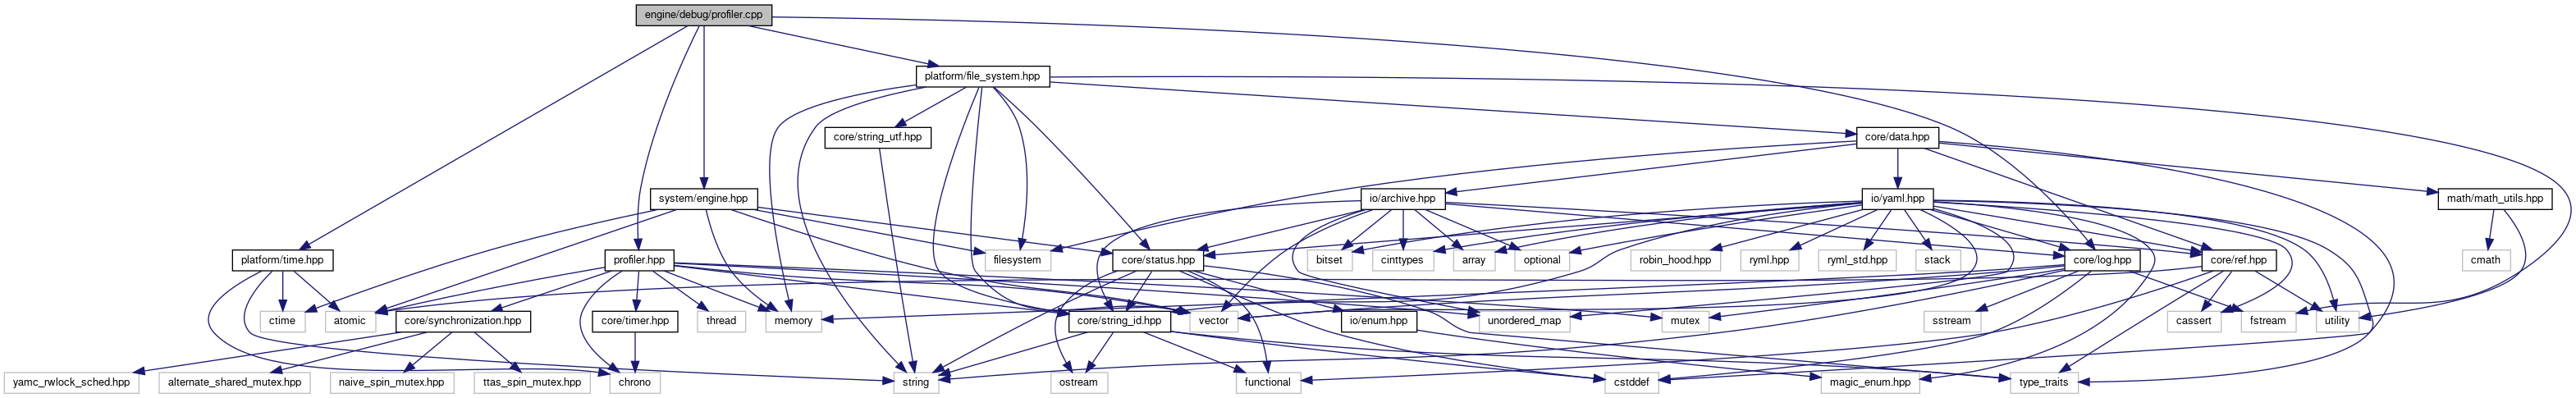 engine/debug/profiler.cpp
platform/file_system.hpp
core/string_utf.hpp
core/data.hpp
system/engine.hpp
io/archive.hpp
io/yaml.hpp
math/math_utils.hpp
platform/time.hpp
profiler.hpp
filesystem
core/status.hpp
bitset
cinttypes
array
optional
robin_hood.hpp
ryml.hpp
ryml_std.hpp
stack
core/log.hpp
core/ref.hpp
cmath
ctime
atomic
core/synchronization.hpp
core/timer.hpp
thread
memory
core/string_id.hpp
vector
io/enum.hpp
unordered_map
mutex
sstream
cassert
fstream
utility
yamc_rwlock_sched.hpp
alternate_shared_mutex.hpp
naive_spin_mutex.hpp
ttas_spin_mutex.hpp
chrono
string
ostream
functional
cstddef
magic_enum.hpp
type_traits